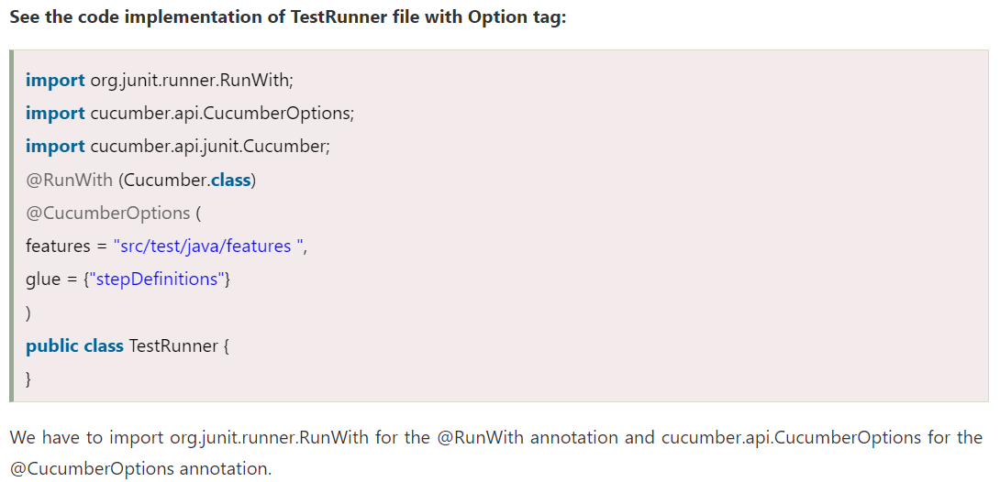 See the code implementation of TestRunner file with Option tag:
import org.junit.runner.RunWith;
import cucumber.api.CucumberOptions;
import cucumber.api.junit.Cucumber;
@RunWith (Cucumber.class)
@CucumberOptions (
features = "src/test/java/features ",
glue = {"stepDefinitions"}
)
public class TestRunner {
}
We have to import org.junit.runner.RunWith for the @RunWith annotation and cucumber.api.CucumberOptions for the
@CucumberOptions annotation.